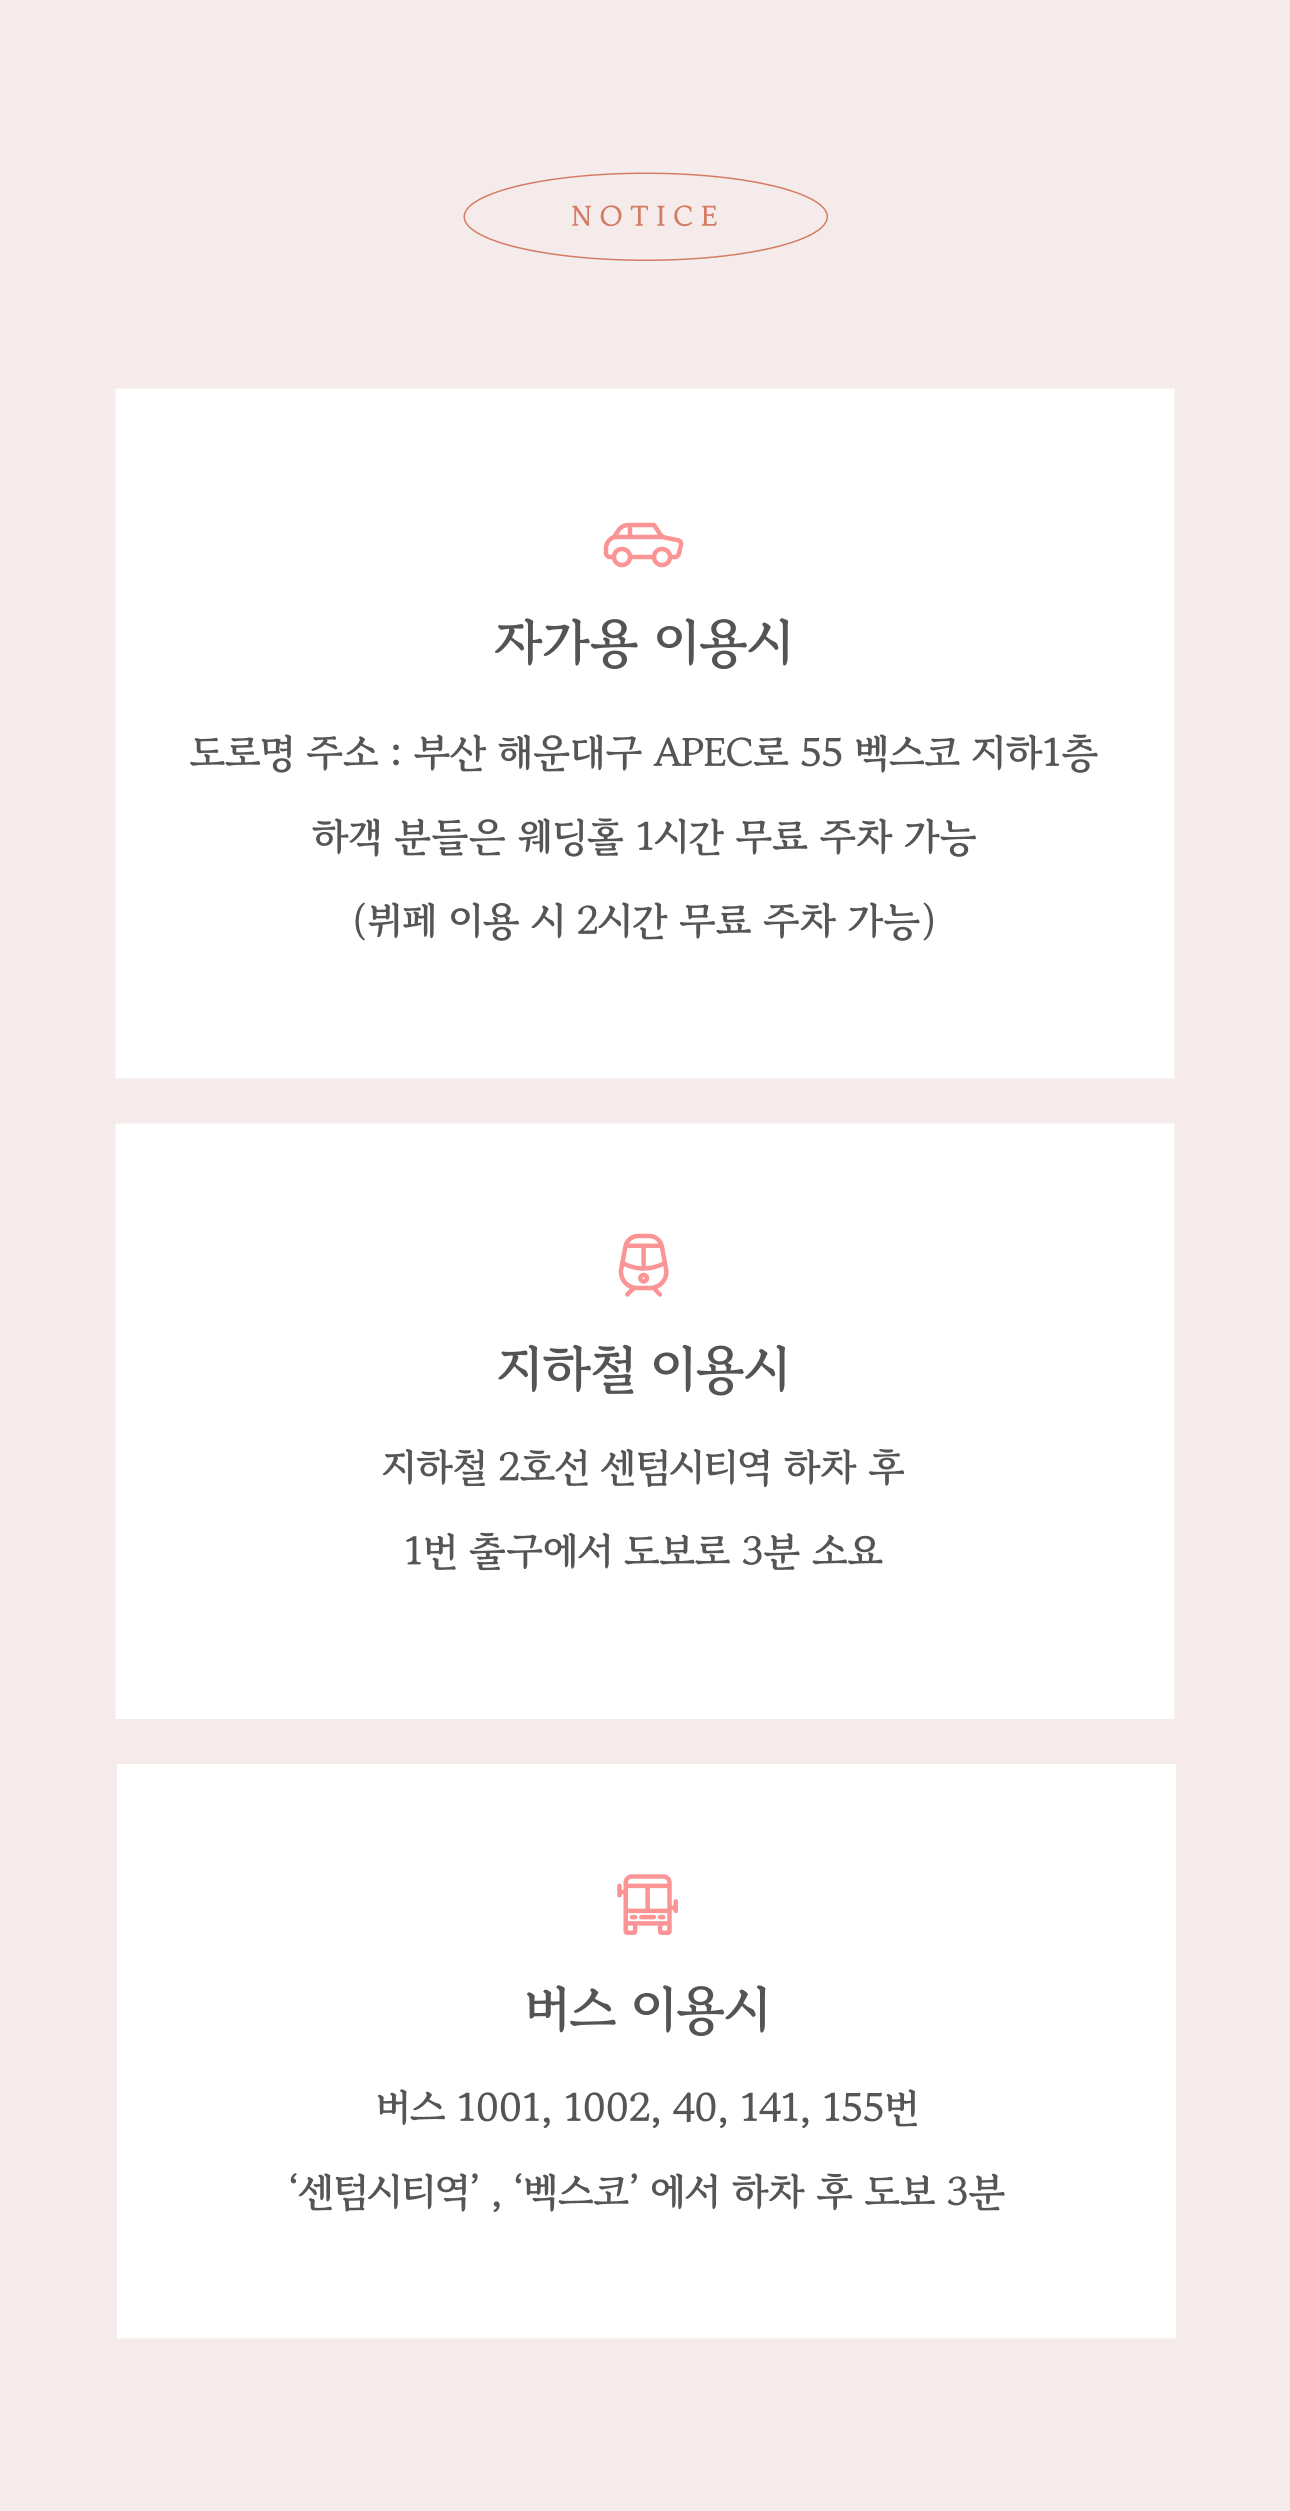 NOTICE
자가용 이용시
도로명 주소 : 부산 해운대구 APEC로 55 벡스코 지하1층
하객 분들은 웨딩홀 1시간 무료 주차 가능
(뷔페 이용 시 2시간 무료 주차 가능)
지하철 이용시
지하철 2호선 센텀시티역 하차 후
1번 출구에서 도보로 3분 소요
버스 이용시
버스 1001, 1002, 40, 141, 155번
‘센텀시티역’ , ‘벡스코’ 에서 하차 후 도보 3분